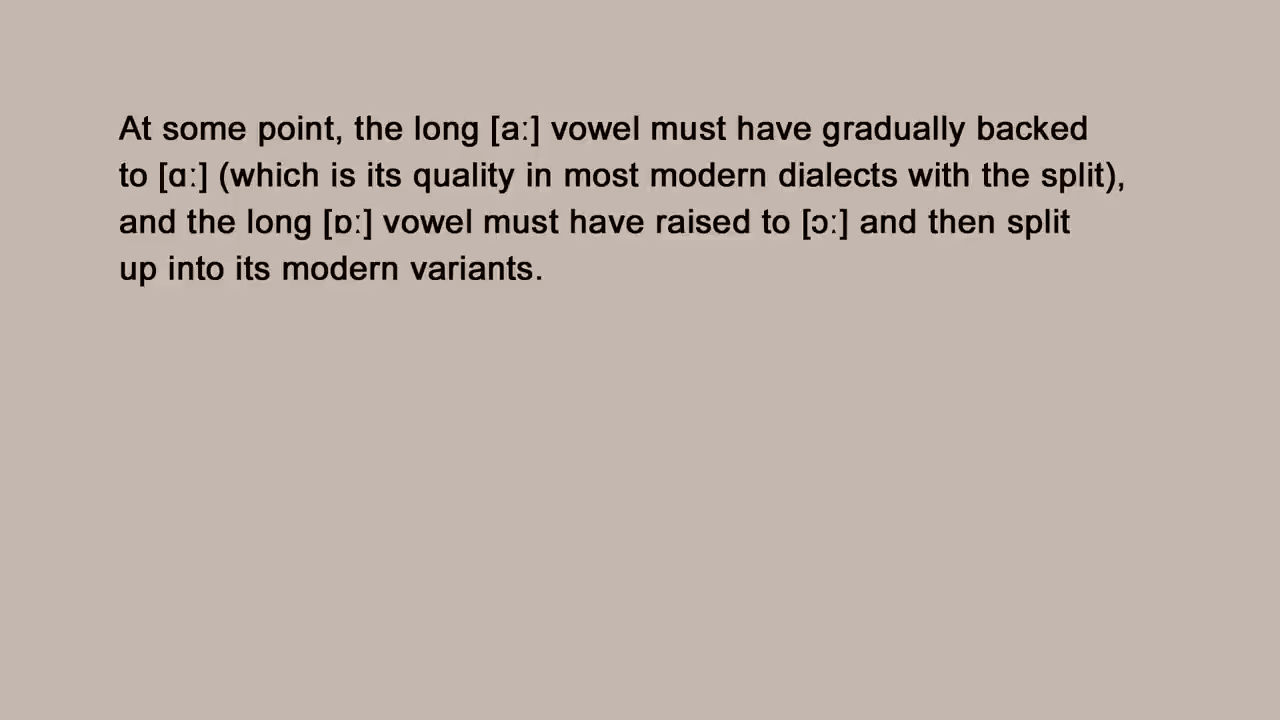 At some point, the long [aː] vowel must have gradually backed
to [ɑː] (which is its quality in most modern dialects with the split),
and the long [ɒː] vowel must have raised to [ɔː] and then split
up into its modern variants.